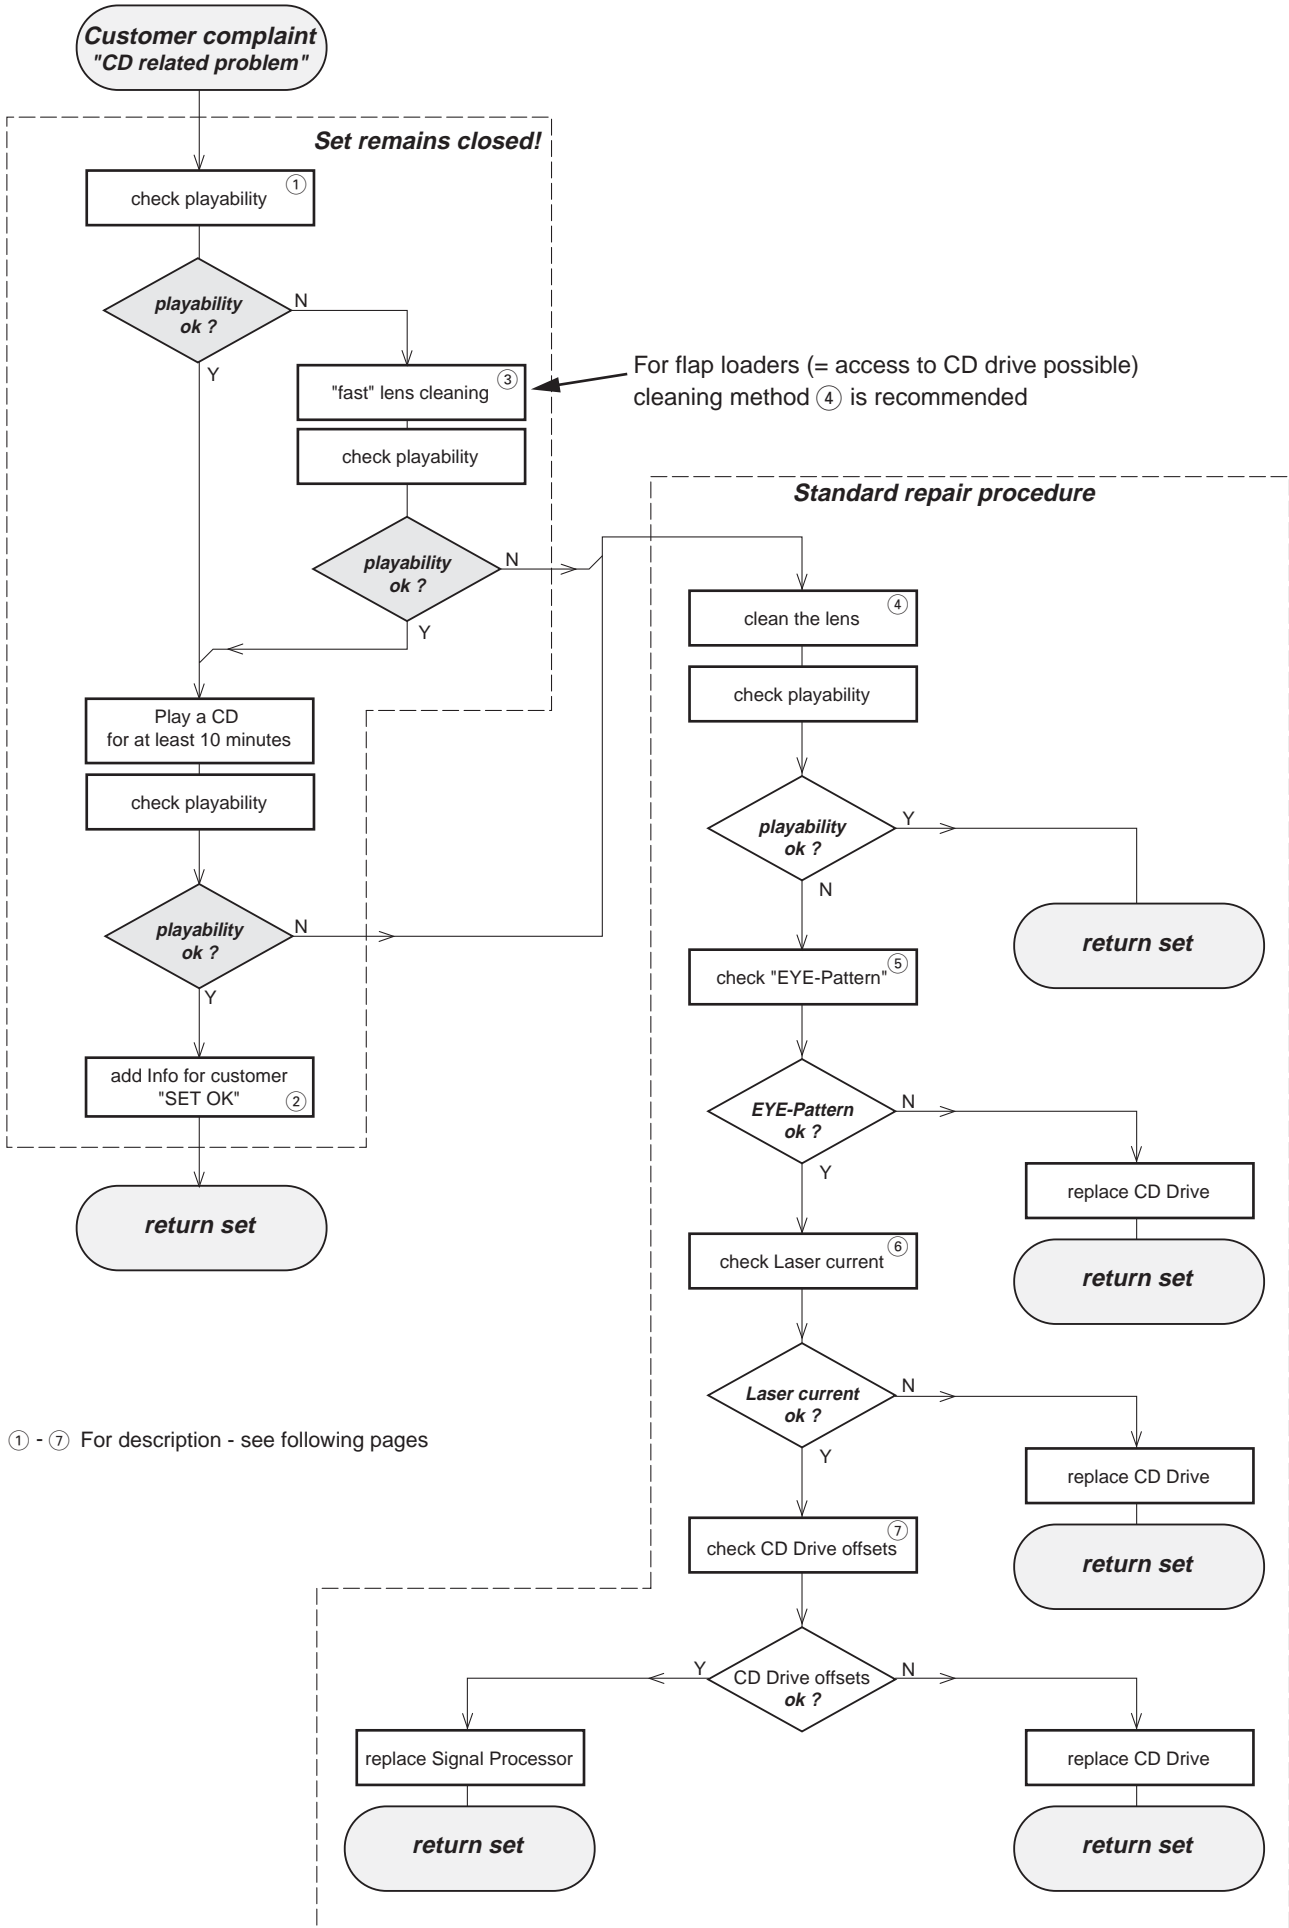 Customer complaint
"CD related problem"
Set remains closed!
check playability ①
playability
ok ?
N
Y
"fast" lens cleaning ③
For flap loaders (= access to CD drive possible)
cleaning method ④ is recommended
check playability
playability
ok ?
N
Y
Play a CD
for at least 10 minutes
check playability
playability
ok ?
N
Y
add Info for customer
"SET OK" ②
return set
Standard repair procedure
clean the lens ④
check playability
playability
ok ?
Y
N
return set
check "EYE-Pattern" ⑤
EYE-Pattern
ok ?
N
Y
replace CD Drive
return set
check Laser current ⑥
Laser current
ok ?
N
Y
replace CD Drive
return set
① - ⑦ For description - see following pages
check CD Drive offsets ⑦
CD Drive offsets
ok ?
Y
N
replace Signal Processor
return set
replace CD Drive
return set